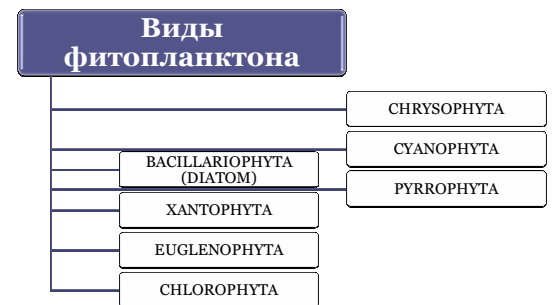 Виды
фитопланктона
CHRYSOPHYTA
CYANOPHYTA
PYRROPHYTA
BACILLARIOPHYTA
(DIATOM)
XANTOPHYTA
EUGLENOPHYTA
CHLOROPHYTA